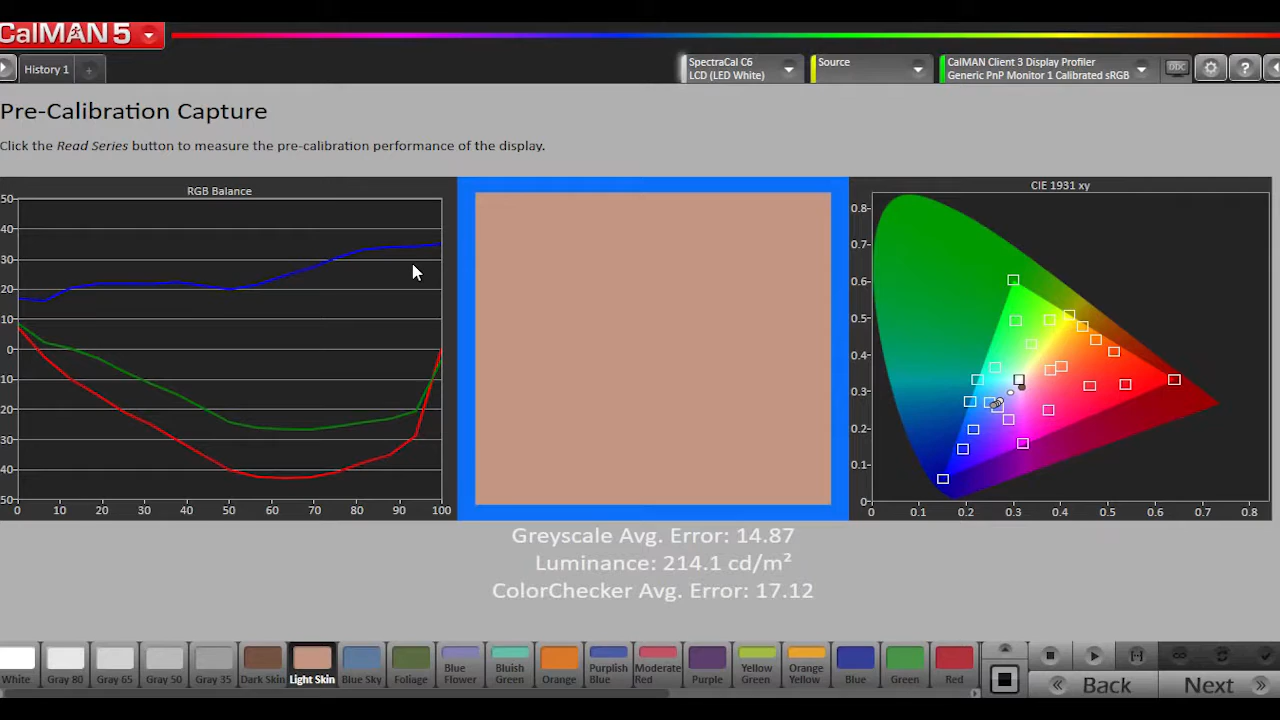 CalMAN 5
History 1
SpectraCal C6
LCD (LED White)
Source
CalMAN Client 3 Display Profiler
Generic PnP Monitor 1 Calibrated sRGB
DDC
?
Pre-Calibration Capture
Click the Read Series button to measure the pre-calibration performance of the display.
RGB Balance
50
40
30
20
10
0
10
20
30
40
50
0 10 20 30 40 50 60 70 80 90 100
CIE 1931 xy
0.8
0.7
0.6
0.5
0.4
0.3
0.2
0.1
0
0 0.1 0.2 0.3 0.4 0.5 0.6 0.7 0.8
Greyscale Avg. Error: 14.87
Luminance: 214.1 cd/m²
ColorChecker Avg. Error: 17.12
White
Gray 80
Gray 65
Gray 50
Gray 35
Dark Skin
Light Skin
Blue Sky
Foliage
Blue
Flower
Bluish
Green
Orange
Purplish
Blue
Moderate
Red
Purple
Yellow
Green
Orange
Yellow
Blue
Green
Red
Back
Next